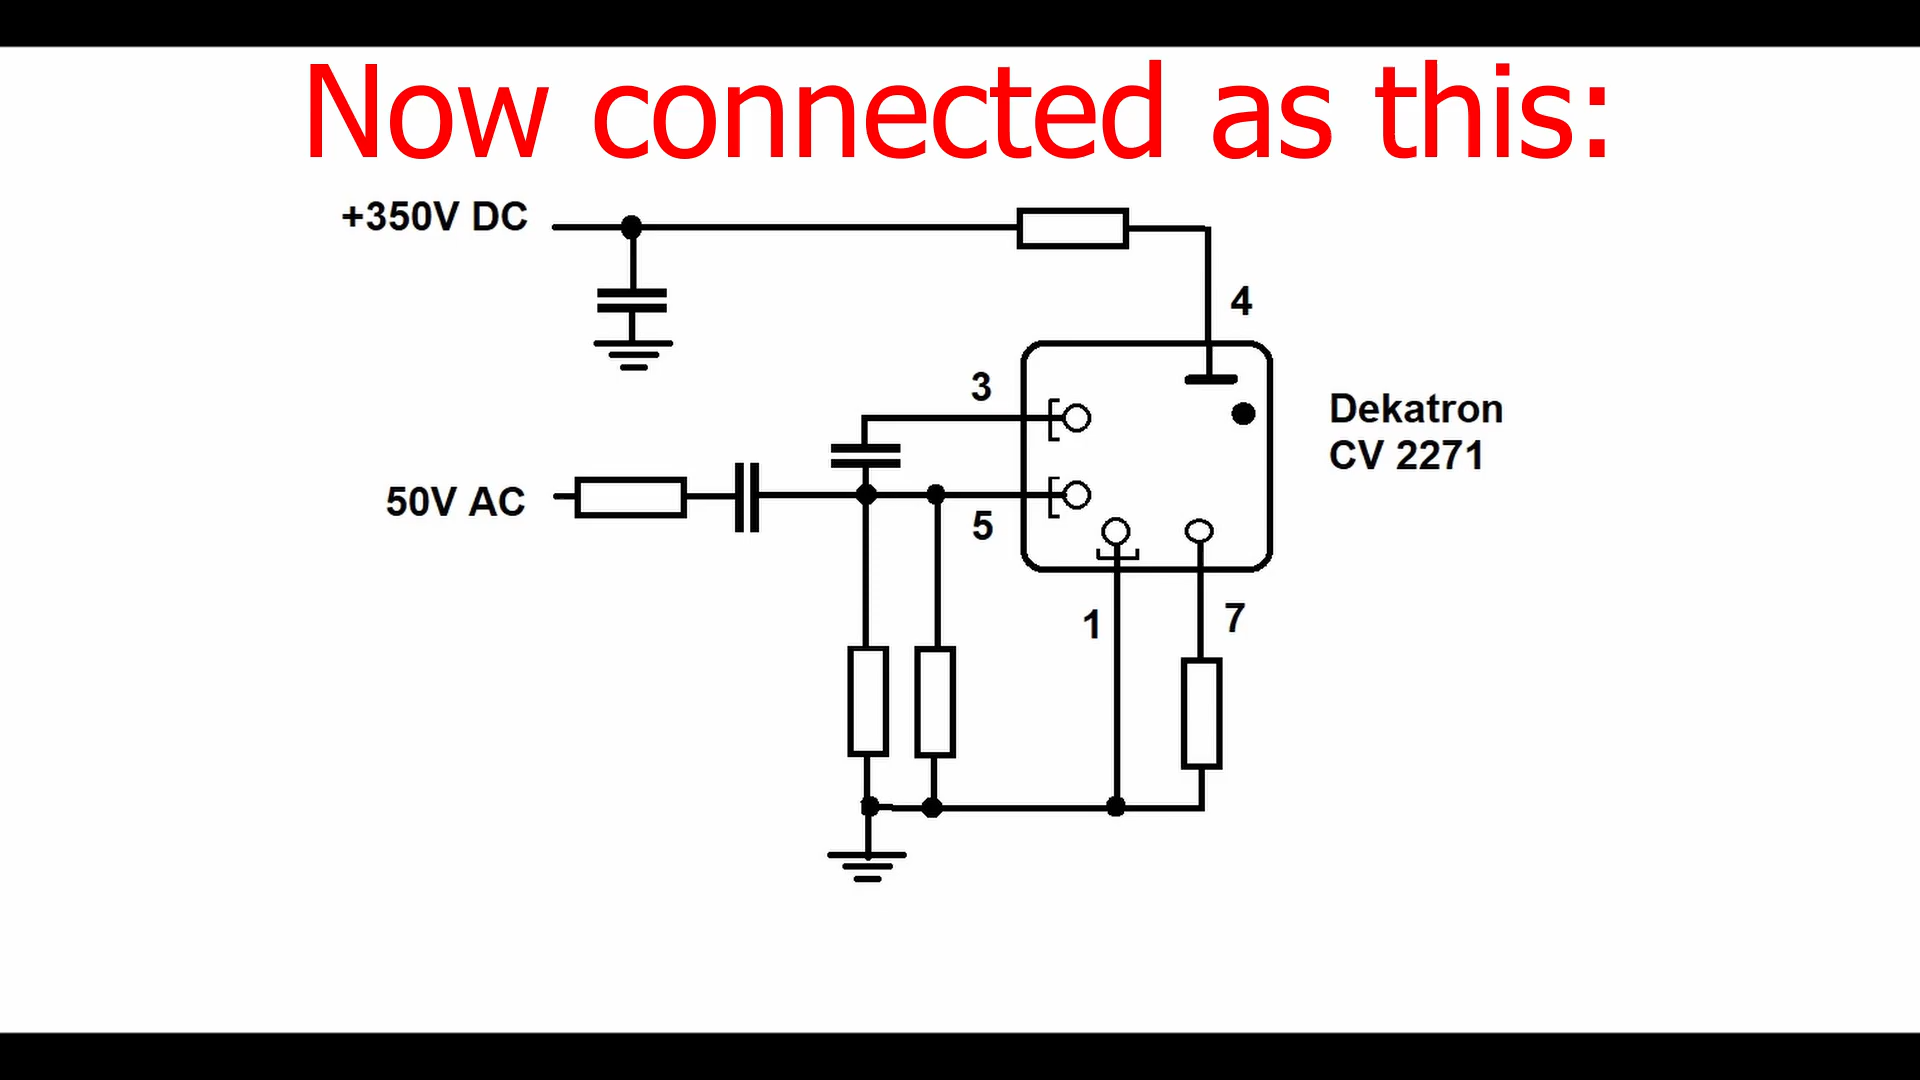 Now connected as this:
+350V DC
4
3
Dekatron
CV 2271
50V AC
5
1
7